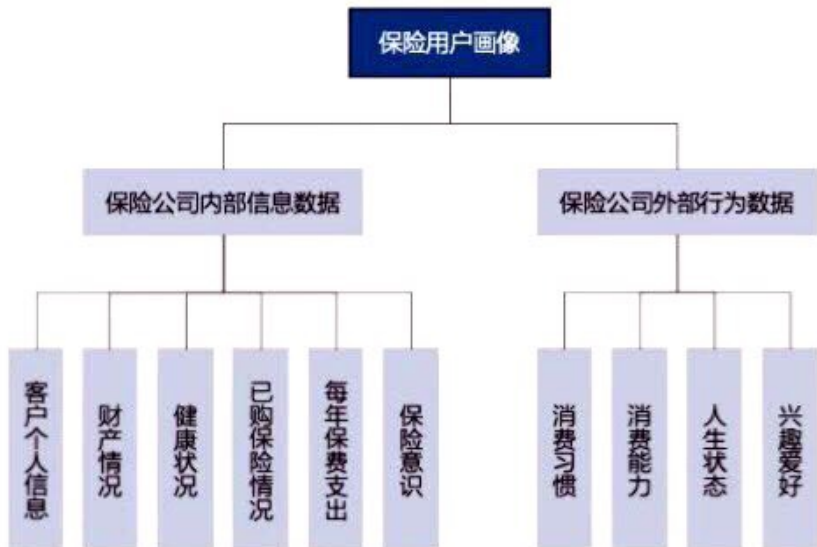 保险用户画像
保险公司内部信息数据
保险公司外部行为数据
客户个人信息
财产情况
健康状况
已购保险情况
每年保费支出
保险意识
消费习惯
消费能力
人生状态
兴趣爱好